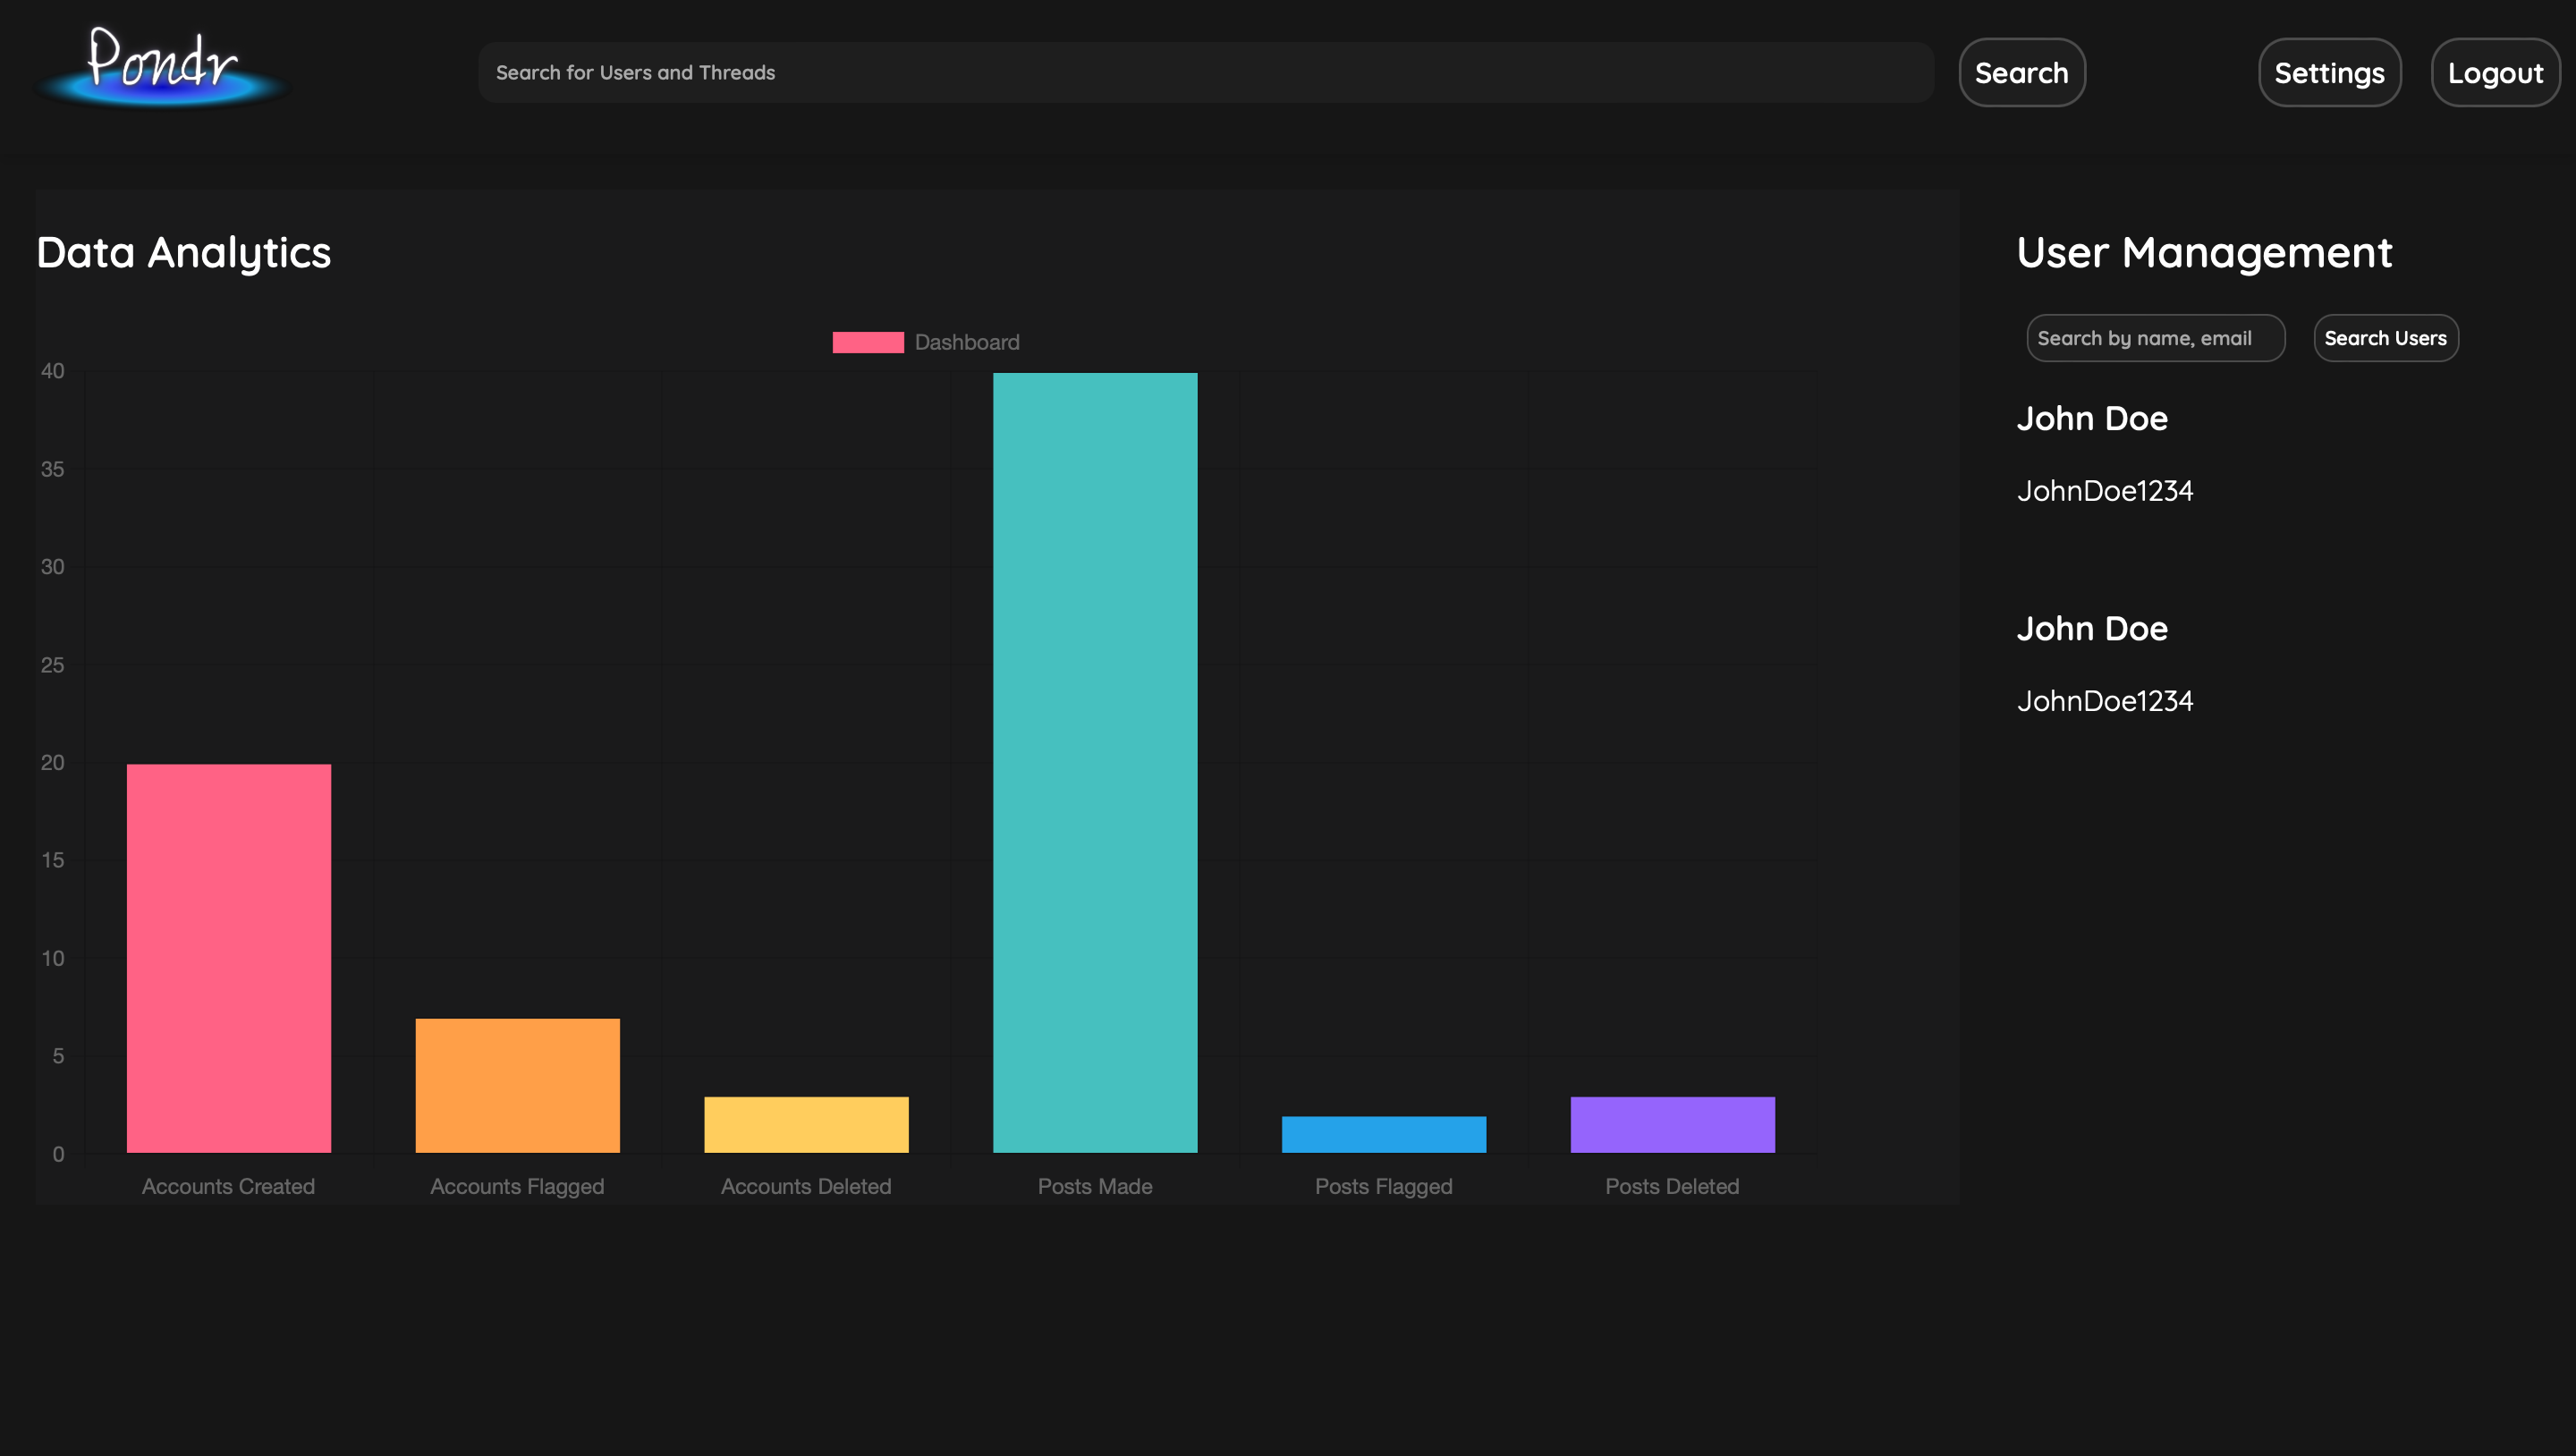 Pondr
Search for Users and Threads
Search
Settings
Logout
Data Analytics
Dashboard
40
35
30
25
20
15
10
5
0
Accounts Created
Accounts Flagged
Accounts Deleted
Posts Made
Posts Flagged
Posts Deleted
User Management
Search by name, email
Search Users
John Doe
JohnDoe1234
John Doe
JohnDoe1234